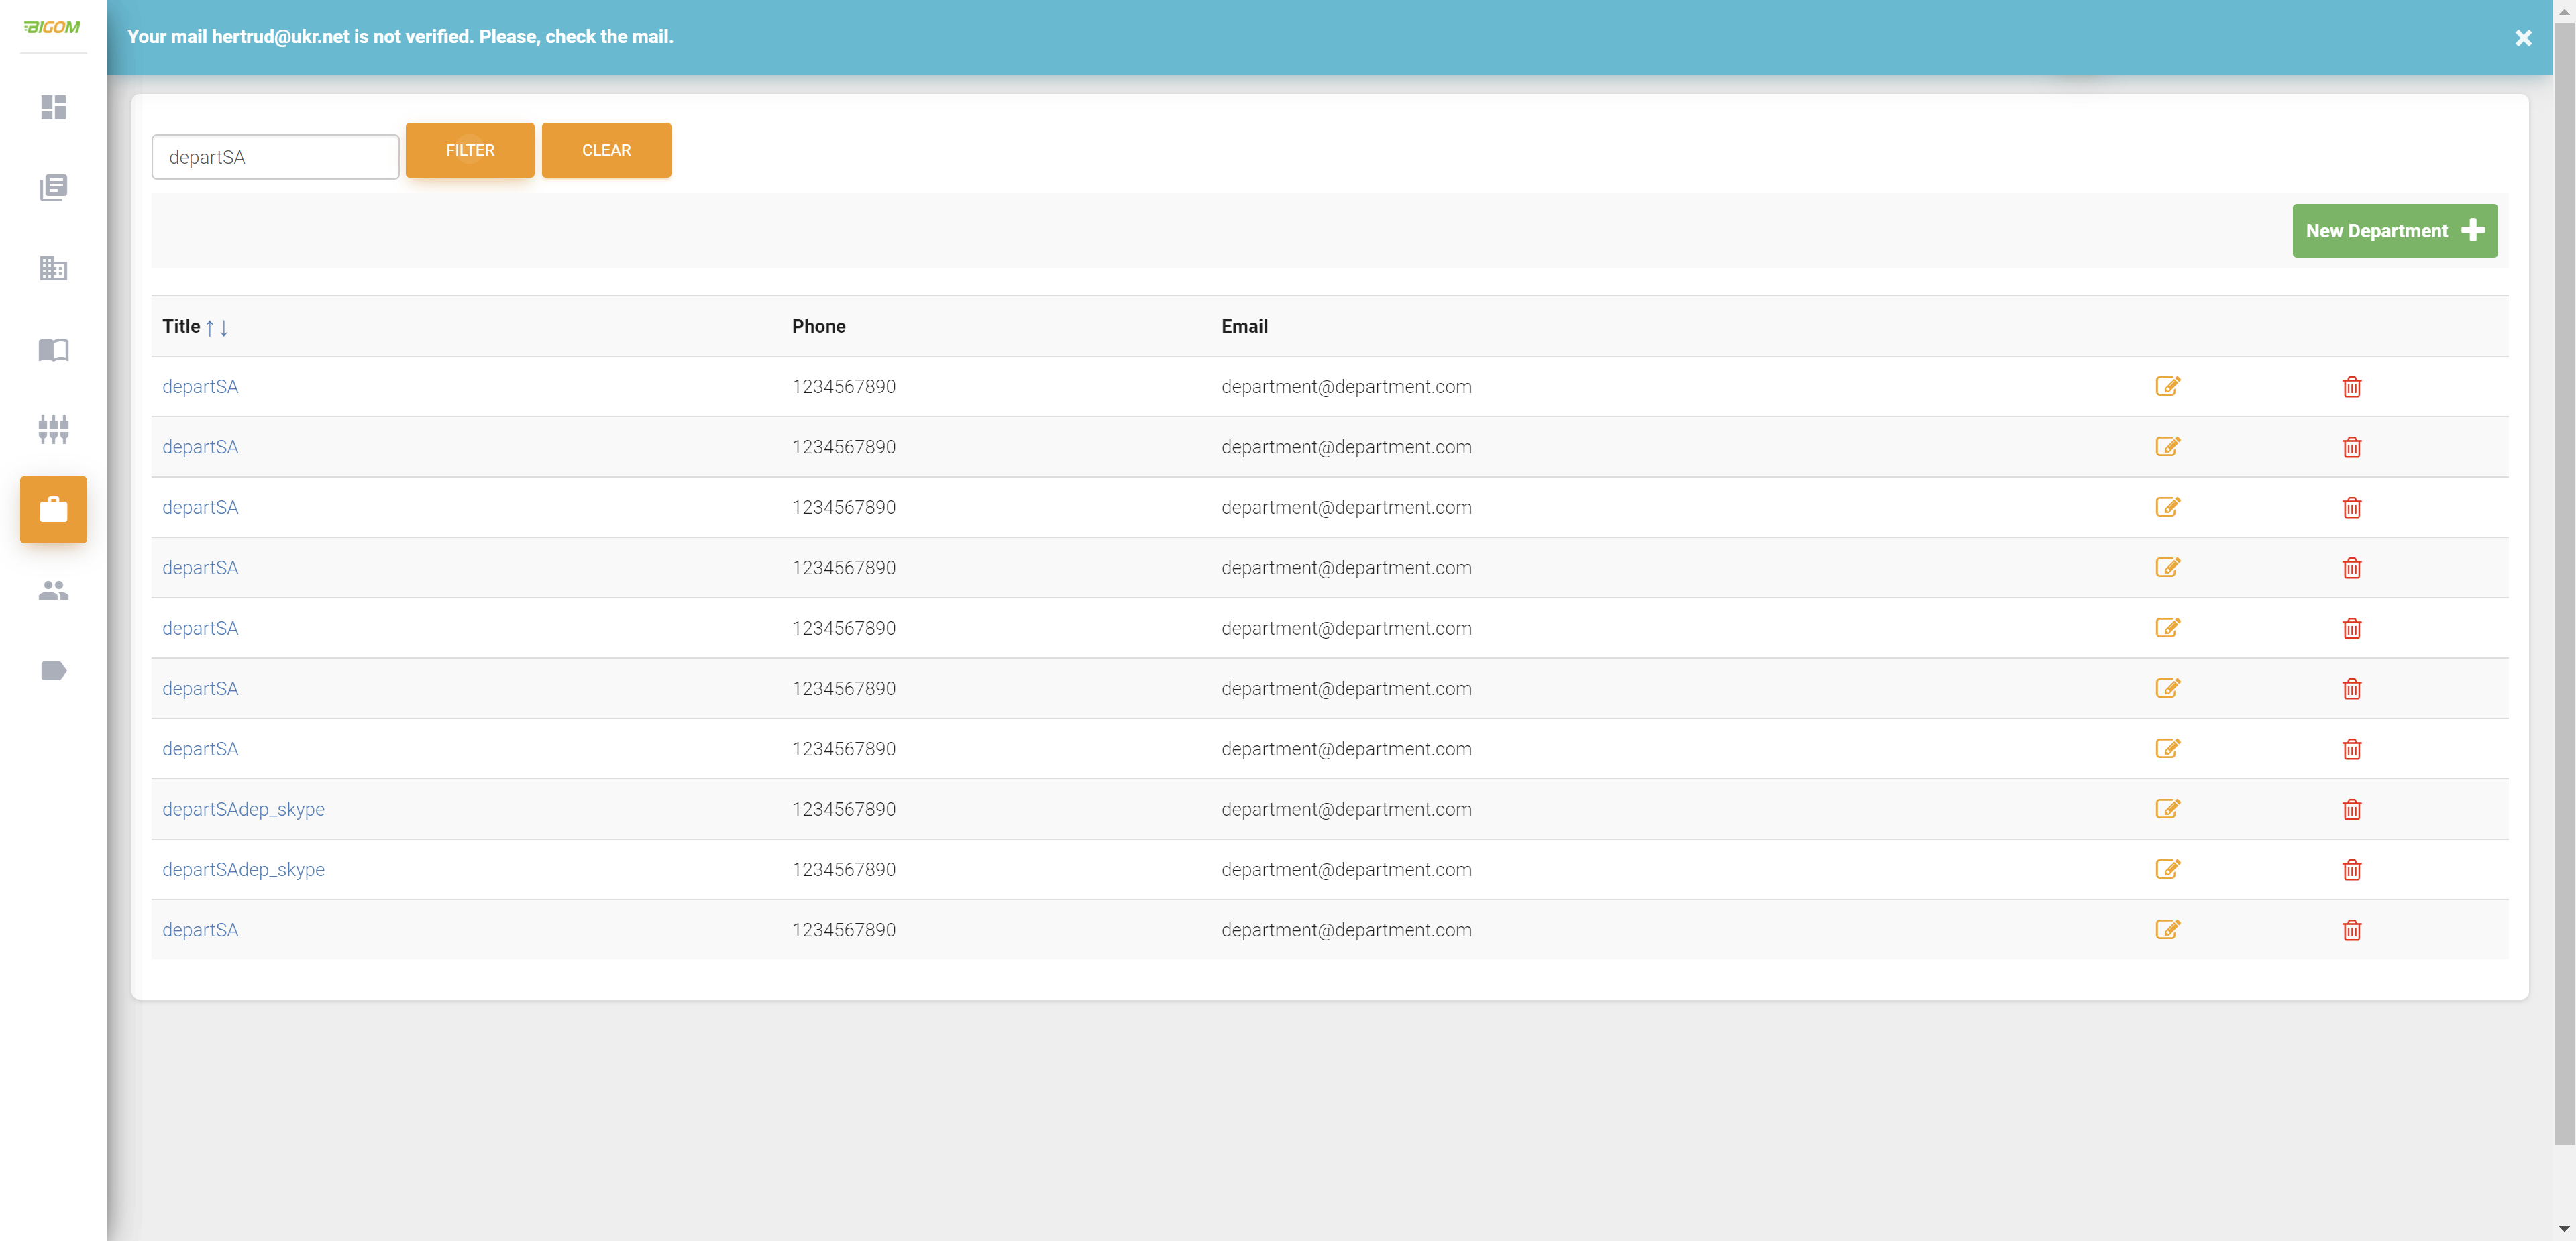 BIGOM
Your mail hertrud@ukr.net is not verified. Please, check the mail.
departSA FILTER CLEAR
New Department
Title Phone Email
departSA 1234567890 department@department.com
departSA 1234567890 department@department.com
departSA 1234567890 department@department.com
departSA 1234567890 department@department.com
departSA 1234567890 department@department.com
departSA 1234567890 department@department.com
departSA 1234567890 department@department.com
departSAdep_skype 1234567890 department@department.com
departSAdep_skype 1234567890 department@department.com
departSA 1234567890 department@department.com